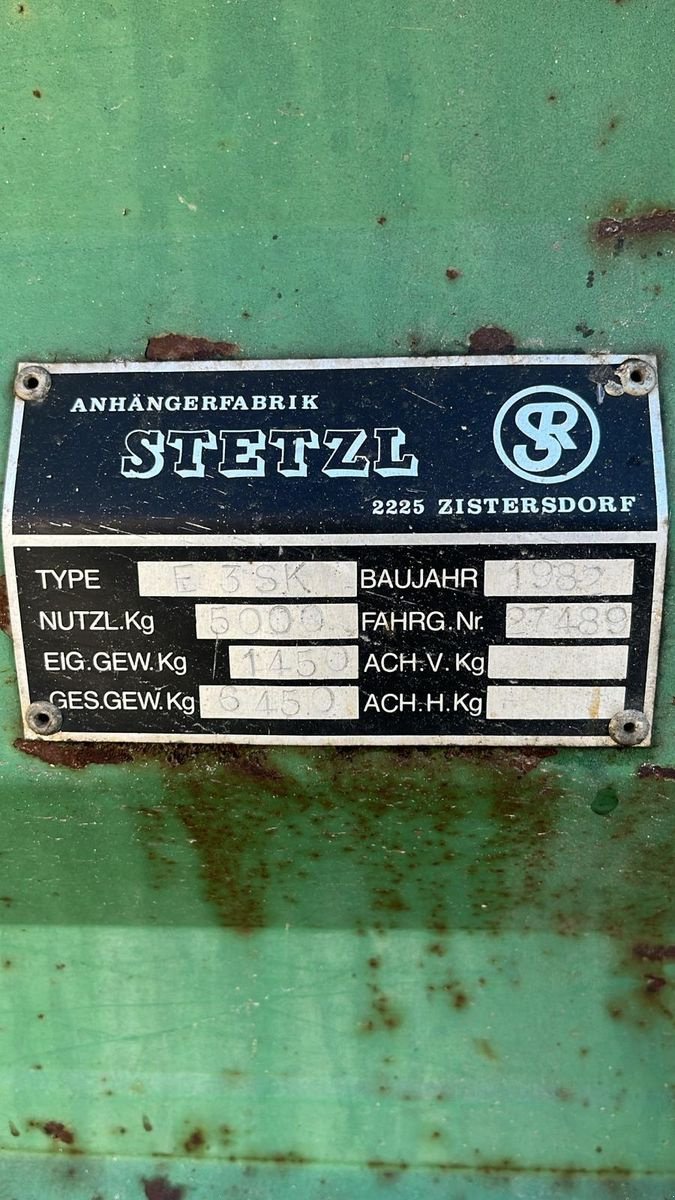 ANHÄNGERFABRIK
STETZL
SR
2225 ZISTERSDORF
TYPE E 3SK BAUJAHR
NUTZL.Kg 5000 FAHRG.Nr. 27489
EIG.GEW.Kg 1450 ACH.V.Kg
GES.GEW.Kg 6450 ACH.H.Kg